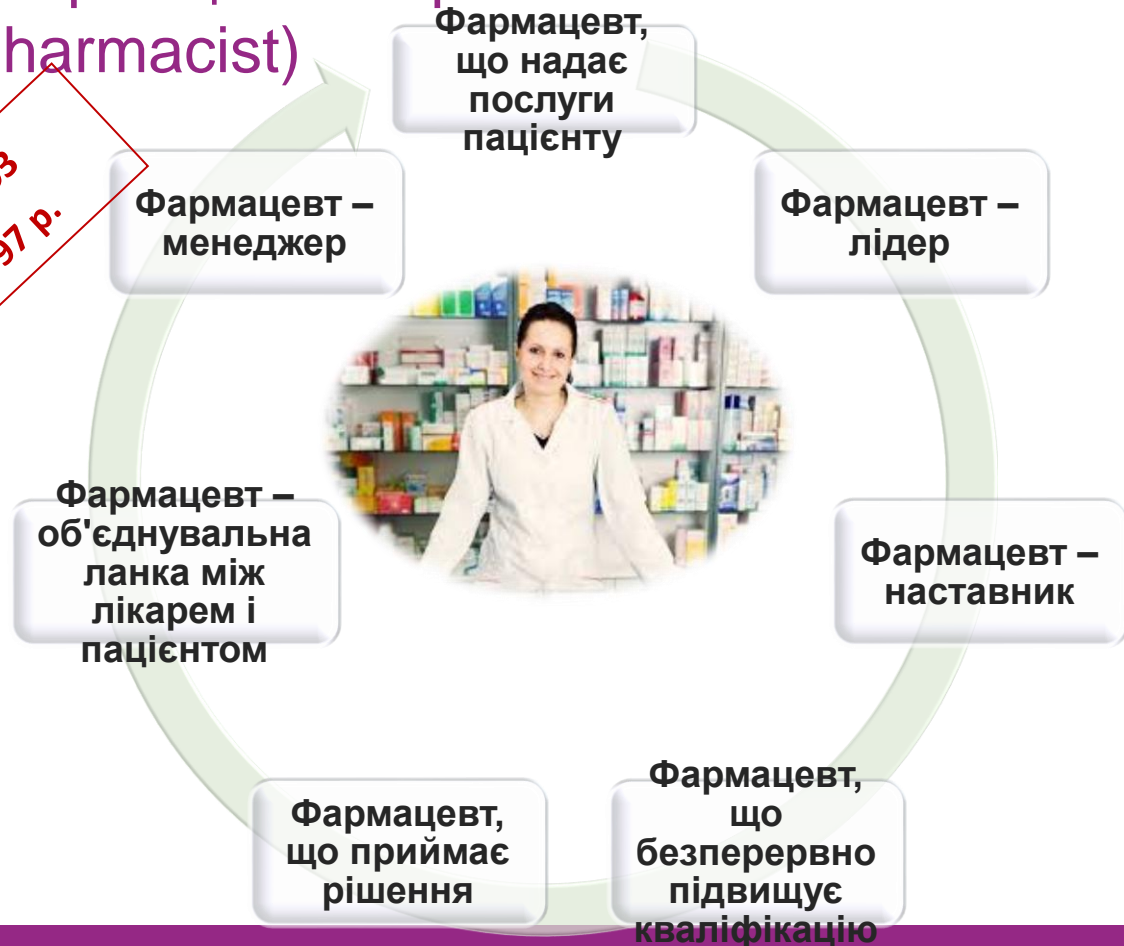 harmacist)
97 р.
Фармацевт,
що надає
послуги
пацієнту
Фармацевт –
лідер
Фармацевт –
наставник
Фармацевт,
що
безперервно
підвищує
кваліфікацію
Фармацевт,
що приймає
рішення
Фармацевт –
об'єднувальна
ланка між
лікарем і
пацієнтом
Фармацевт –
менеджер